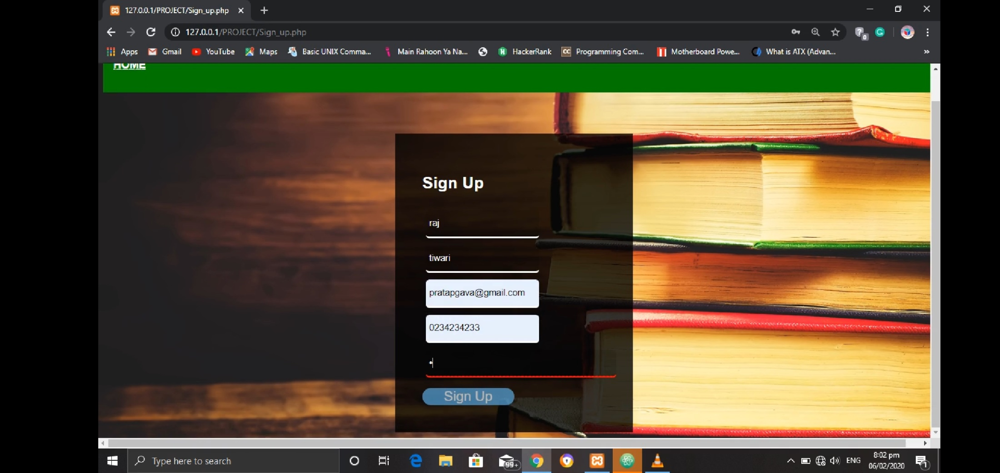 127.0.0.1/PROJECT/Sign_up.php
127.0.0.1/PROJECT/Sign_up.php
Apps Gmail YouTube Maps Basic UNIX Comma... Main Rahoon Ya Na... HackerRank CC Programming Com... Motherboard Powe... What is ATX (Advan... »
HOME
Sign Up
raj
tiwari
pratapgava@gmail.com
0234234233
Sign Up
Type here to search
99+
ENG
8:02 pm
06/02/2020
1